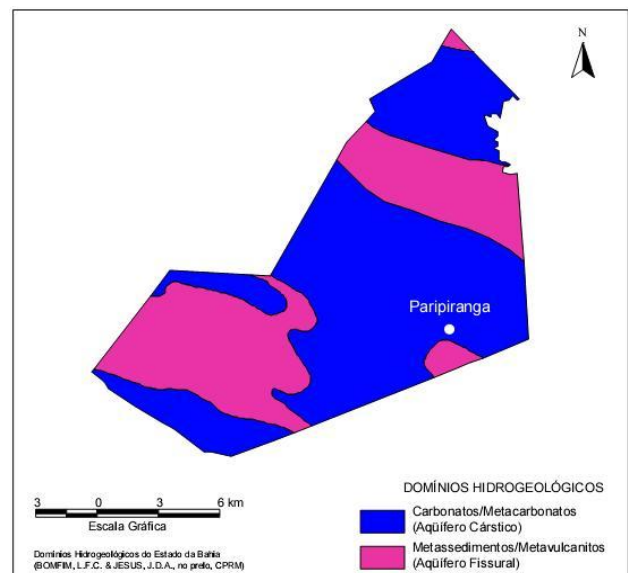 N
Paripiranga
3 0 3 6 km
Escala Gráfica
Domínios Hidrogeológicos do Estado da Bahia
(BOMFIM, L.F.C. & JESUS, J.D.A., no prelo, CPRM)
DOMÍNIOS HIDROGEOLÓGICOS
Carbonatos/Metacarbonatos
(Aqüífero Cárstico)
Metassedimentos/Metavulcanitos
(Aqüífero Fissural)